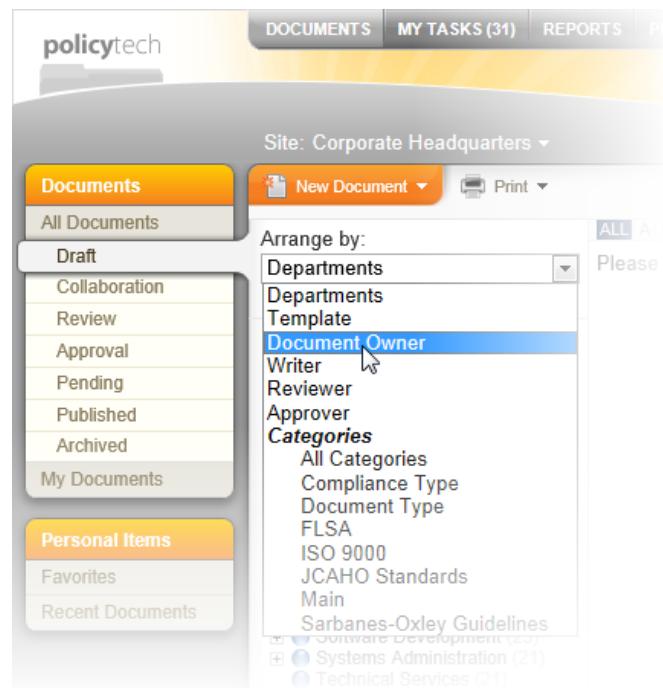 policytech
DOCUMENTS MY TASKS (31) REPORTS
Site: Corporate Headquarters
Documents
New Document Print
All Documents
Draft
Collaboration
Review
Approval
Pending
Published
Archived
My Documents
Personal Items
Favorites
Recent Documents
Arrange by:
Departments
Departments
Template
Document Owner
Writer
Reviewer
Approver
Categories
All Categories
Compliance Type
Document Type
FLSA
ISO 9000
JCAHO Standards
Main
Sarbanes-Oxley Guidelines
Software Development (25)
Systems Administration (21)
Technical Services (21)
ALL
Please